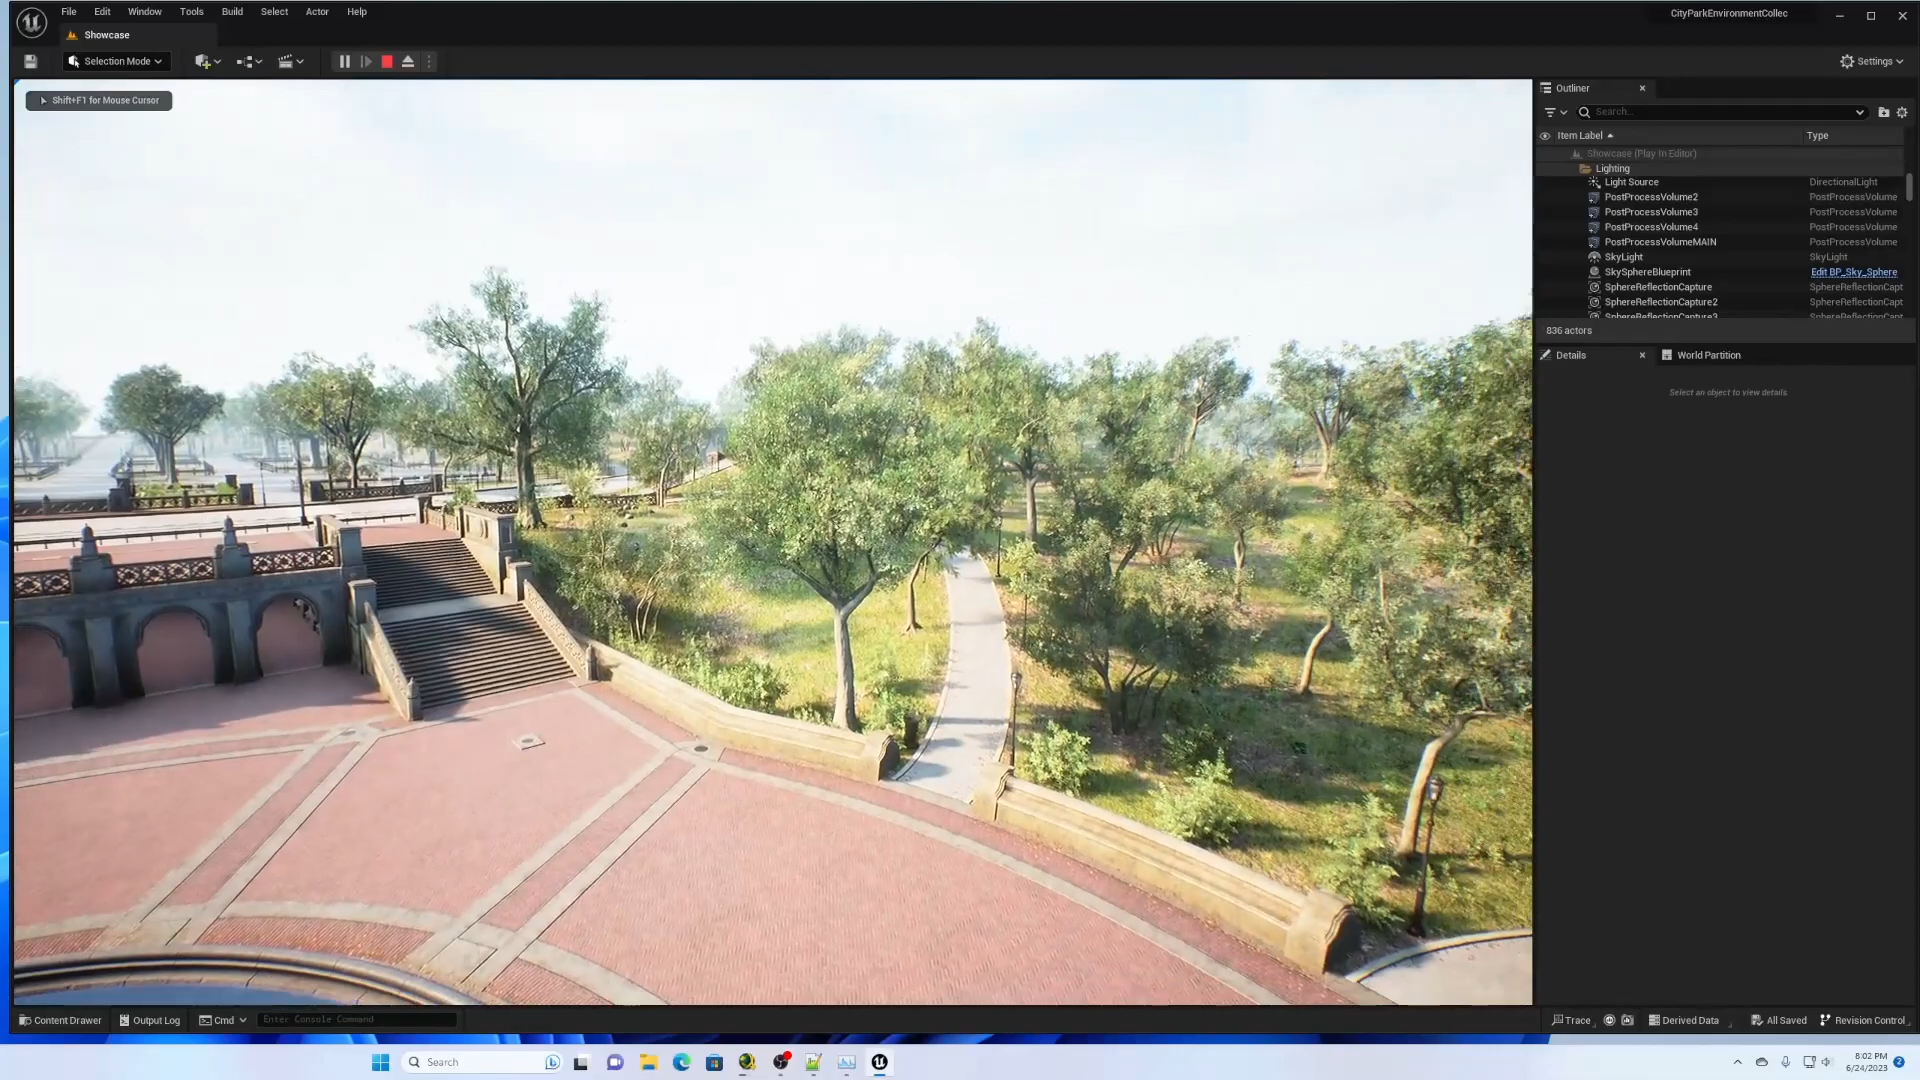 File Edit Window Tools Build Select Actor Help
CityParkEnvironmentCollec
Showcase
Selection Mode
Settings
Shift+F1 for Mouse Cursor
Outliner
Search...
Item Label
Type
Showcase (Play In Editor)
Lighting
Light Source DirectionalLight
PostProcessVolume2 PostProcessVolume
PostProcessVolume3 PostProcessVolume
PostProcessVolume4 PostProcessVolume
PostProcessVolumeMAIN PostProcessVolume
SkyLight SkyLight
SkySphereBlueprint Edit BP_Sky_Sphere
SphereReflectionCapture SphereReflectionCapt
SphereReflectionCapture2 SphereReflectionCapt
SphereReflectionCapture3 SphereReflectionCapt
836 actors
Details
World Partition
Select an object to view details
Content Drawer Output Log Cmd Enter Console Command
Trace Derived Data All Saved Revision Control
Search
8:02 PM
6/24/2023
2